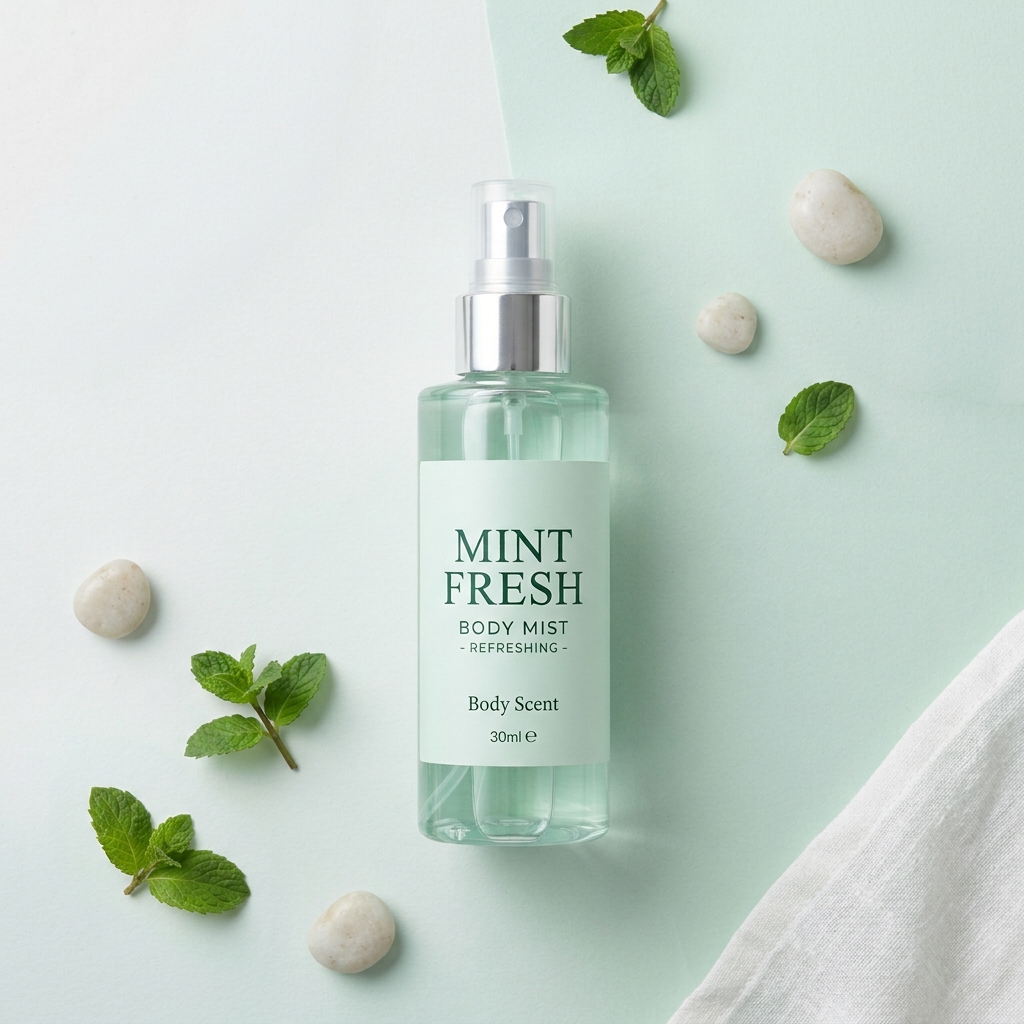 MINT
FRESH
BODY MIST
- REFRESHING -
Body Scent
30ml ℮